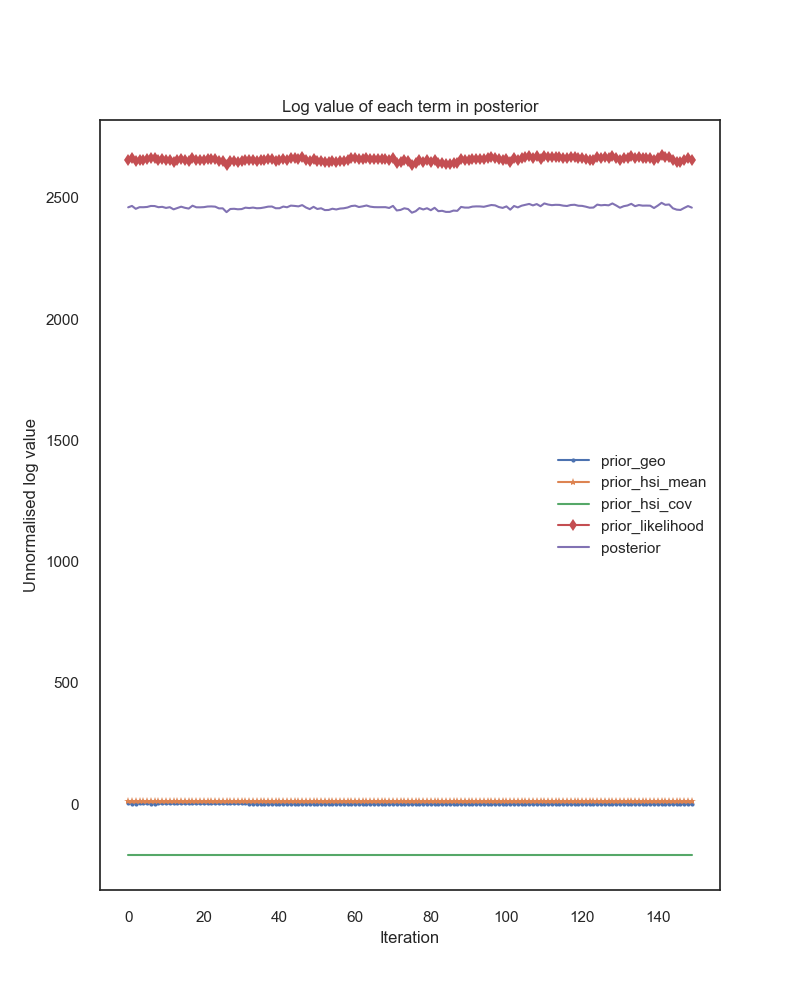 Log value of each term in posterior
Unnormalised log value
2500
2000
1500
1000
500
0
prior_geo
prior_hsi_mean
prior_hsi_cov
prior_likelihood
posterior
0 20 40 60 80 100 120 140
Iteration